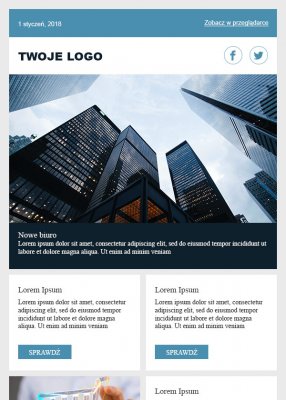 1 styczeń, 2018
Zobacz w przeglądarce
TWOJE LOGO
Nowe biuro
Lorem ipsum dolor sit amet, consectetur adipiscing elit, sed do eiusmod tempor incididunt ut
labore et dolore magna aliqua. Ut enim ad minim veniam
Lorem Ipsum
Lorem ipsum dolor sit amet, consectetur
adipiscing elit, sed do eiusmod tempor
incididunt ut labore et dolore magna
aliqua. Ut enim ad minim veniam
SPRAWDŹ
Lorem Ipsum
Lorem ipsum dolor sit amet, consectetur
adipiscing elit, sed do eiusmod tempor
incididunt ut labore et dolore magna
aliqua. Ut enim ad minim veniam
SPRAWDŹ
Lorem Ipsum